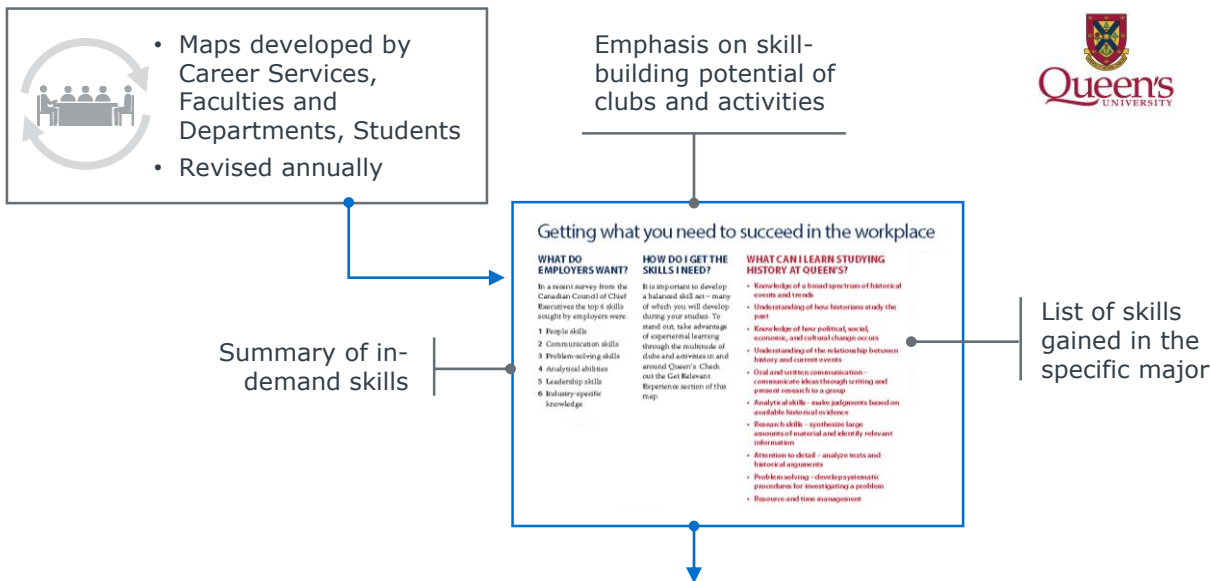 • Maps developed by
Career Services,
Faculties and
Departments, Students
• Revised annually
Emphasis on skill-
building potential of
clubs and activities
Queen's
UNIVERSITY
Getting what you need to succeed in the workplace
WHAT DO
EMPLOYERS WANT?
In a recent survey from the
Canadian Council of Chief
Executives the top 6 skills
sought by employers were:
1 People skills
2 Communication skills
3 Problem-solving skills
4 Analytical abilities
5 Leadership skills
6 Industry-specific
knowledge
HOW DO I GET THE
SKILLS I NEED?
It is important to develop
a balanced skill set – many
of which you will develop
during your studies. To
stand out, take advantage
of experiential learning
through the multitude of
clubs and activities in and
around Queen's. Check
out the Get Relevant
Experience section of this
map.
WHAT CAN I LEARN STUDYING
HISTORY AT QUEEN'S?
• Knowledge of a broad spectrum of historical
events and trends
• Understanding of how historians study the
past
• Knowledge of how political, social,
economic, and cultural change occurs
• Understanding of the relationship between
history and current events
• Oral and written communication –
communicate ideas through writing and
present research to a group
• Analytical skills – make judgments based on
available historical evidence
• Research skills – synthesize large
amounts of material and identify relevant
information
• Attention to detail – analyze texts and
historical arguments
• Problem solving – develop systematic
procedures for investigating a problem
• Resource and time management
Summary of in-
demand skills
List of skills
gained in the
specific major